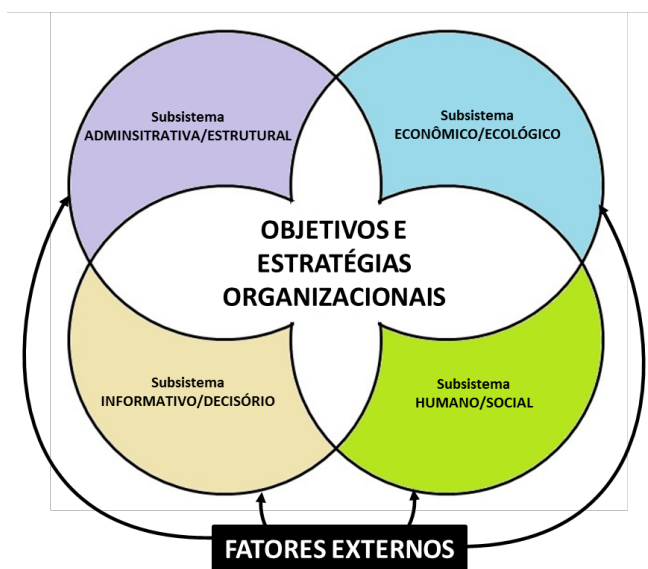 Subsistema
ADMINSITRATIVA/ESTRUTURAL
Subsistema
ECONÔMICO/ECOLÓGICO
OBJETIVOS E
ESTRATÉGIAS
ORGANIZACIONAIS
Subsistema
INFORMATIVO/DECISÓRIO
Subsistema
HUMANO/SOCIAL
FATORES EXTERNOS